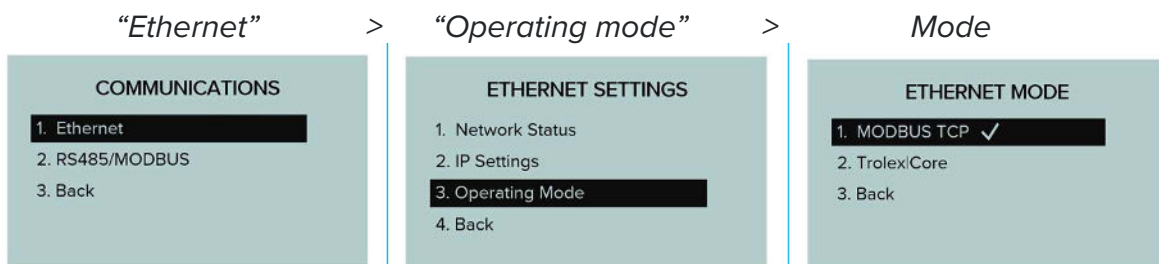 “Ethernet” > “Operating mode” > Mode
COMMUNICATIONS
1. Ethernet
2. RS485/MODBUS
3. Back
ETHERNET SETTINGS
1. Network Status
2. IP Settings
3. Operating Mode
4. Back
ETHERNET MODE
1. MODBUS TCP ✓
2. Trolex|Core
3. Back